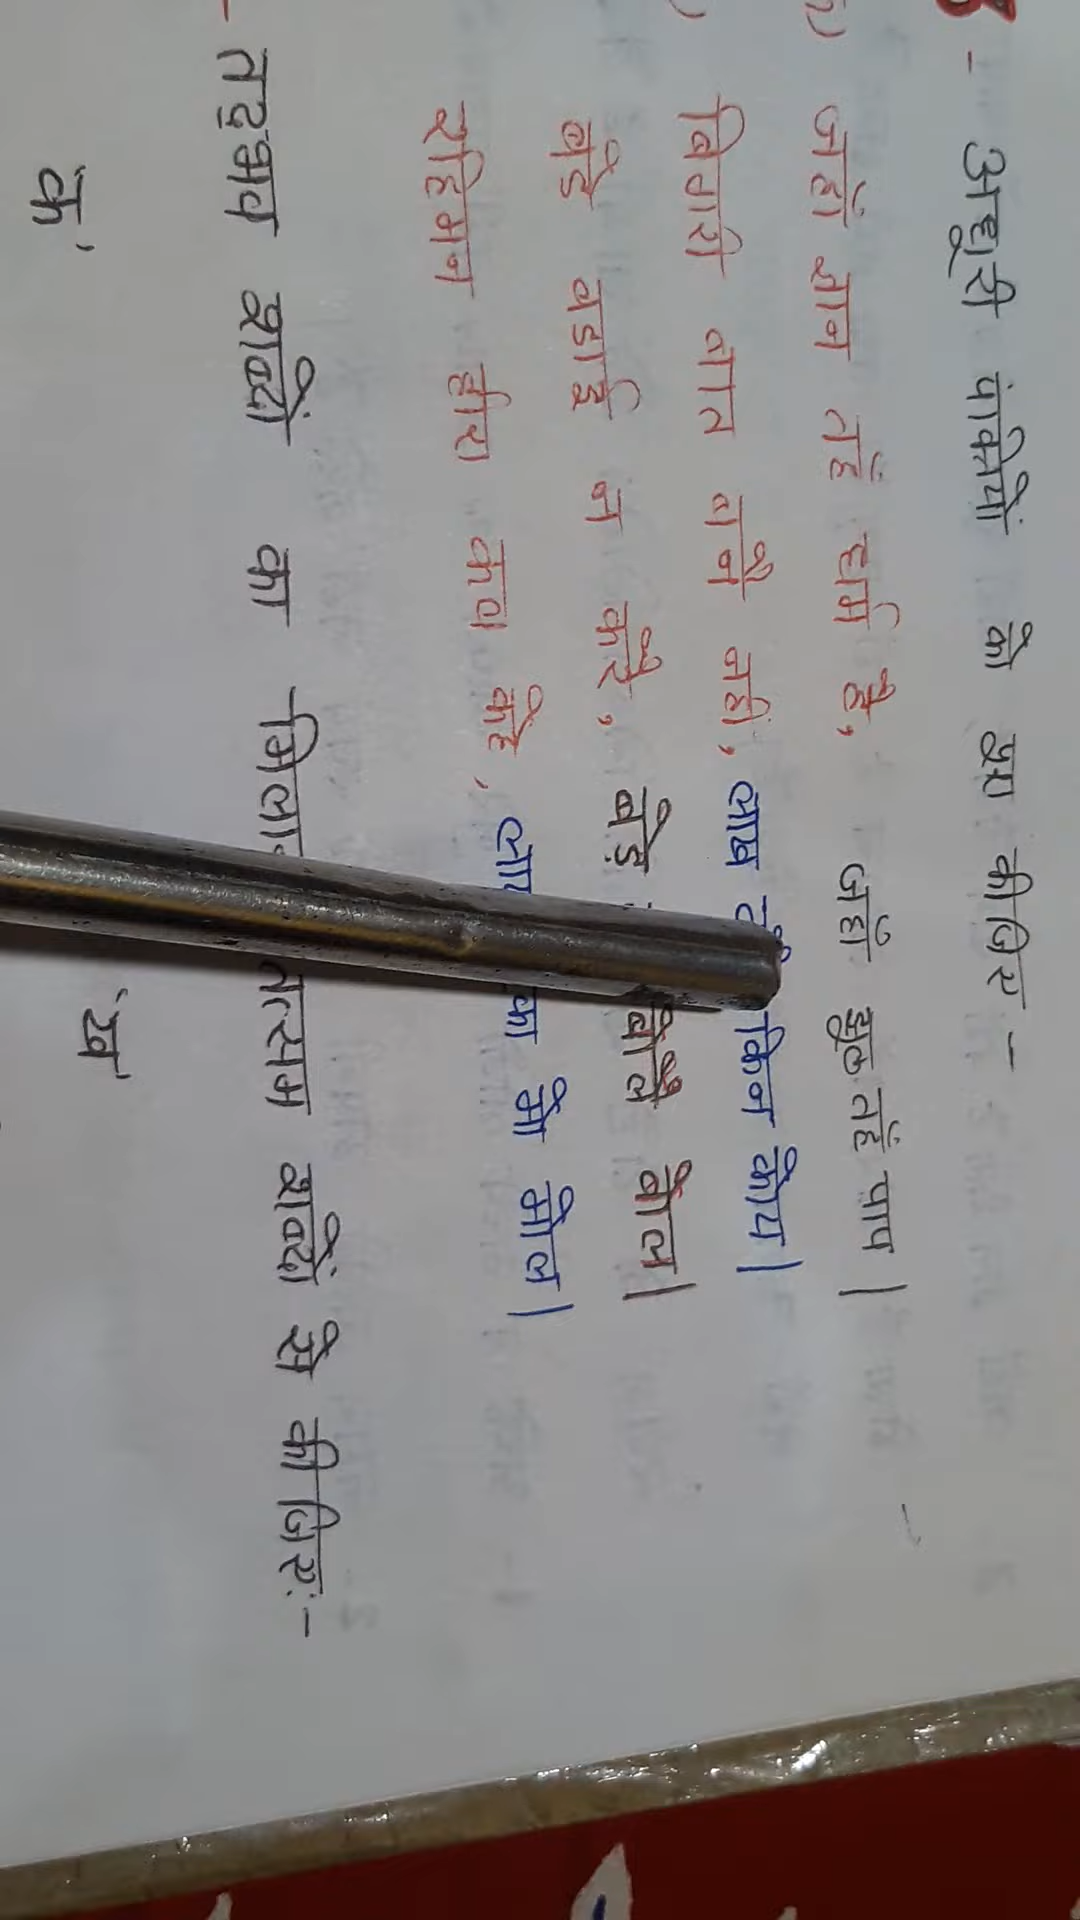 - अधूरी पंक्तियों को पूरा कीजिए -
जहाँ ज्ञान तहँ धर्म है, जहाँ झूठ तहँ पाप |
बिगरी बात बने नहीं, लाख किन कोय |
बड़े बडाई न करे, बड़े बोलै बोल |
रहिमन हीरा कब कहै, का मो मोल |
- तद्भव शब्दों का तत्सम शब्दों से कीजिए:-
'क' 'ख'